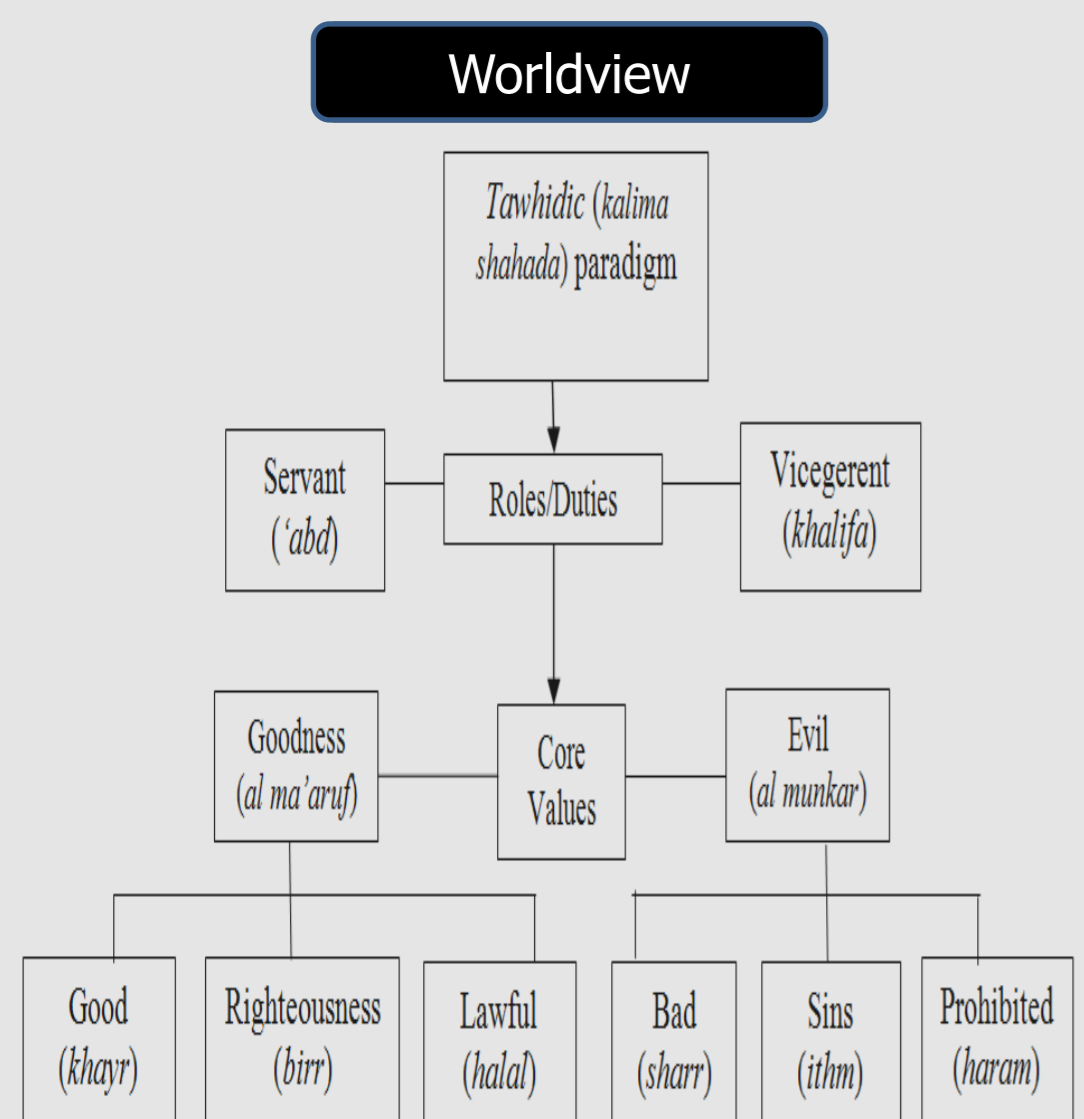 Worldview
Tawhidic (kalima
shahada) paradigm
Servant
(‘abd)
Roles/Duties
Vicegerent
(khalifa)
Goodness
(al ma’aruf)
Core
Values
Evil
(al munkar)
Good
(khayr)
Righteousness
(birr)
Lawful
(halal)
Bad
(sharr)
Sins
(ithm)
Prohibited
(haram)